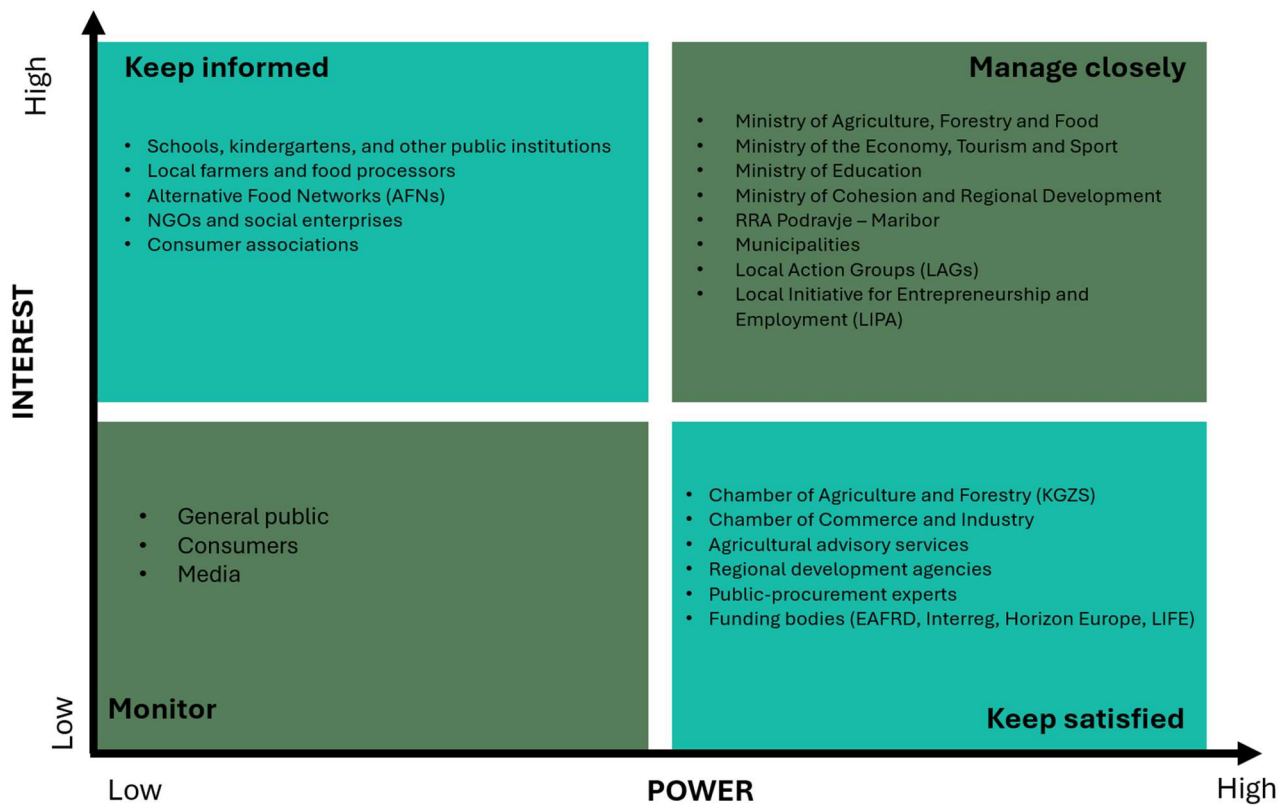 High
INTEREST
Low
Keep informed
• Schools, kindergartens, and other public institutions
• Local farmers and food processors
• Alternative Food Networks (AFNs)
• NGOs and social enterprises
• Consumer associations
Manage closely
• Ministry of Agriculture, Forestry and Food
• Ministry of the Economy, Tourism and Sport
• Ministry of Education
• Ministry of Cohesion and Regional Development
• RRA Podravje – Maribor
• Municipalities
• Local Action Groups (LAGs)
• Local Initiative for Entrepreneurship and
Employment (LIPA)
• General public
• Consumers
• Media
Monitor
• Chamber of Agriculture and Forestry (KGZS)
• Chamber of Commerce and Industry
• Agricultural advisory services
• Regional development agencies
• Public-procurement experts
• Funding bodies (EAFRD, Interreg, Horizon Europe, LIFE)
Keep satisfied
Low
POWER
High